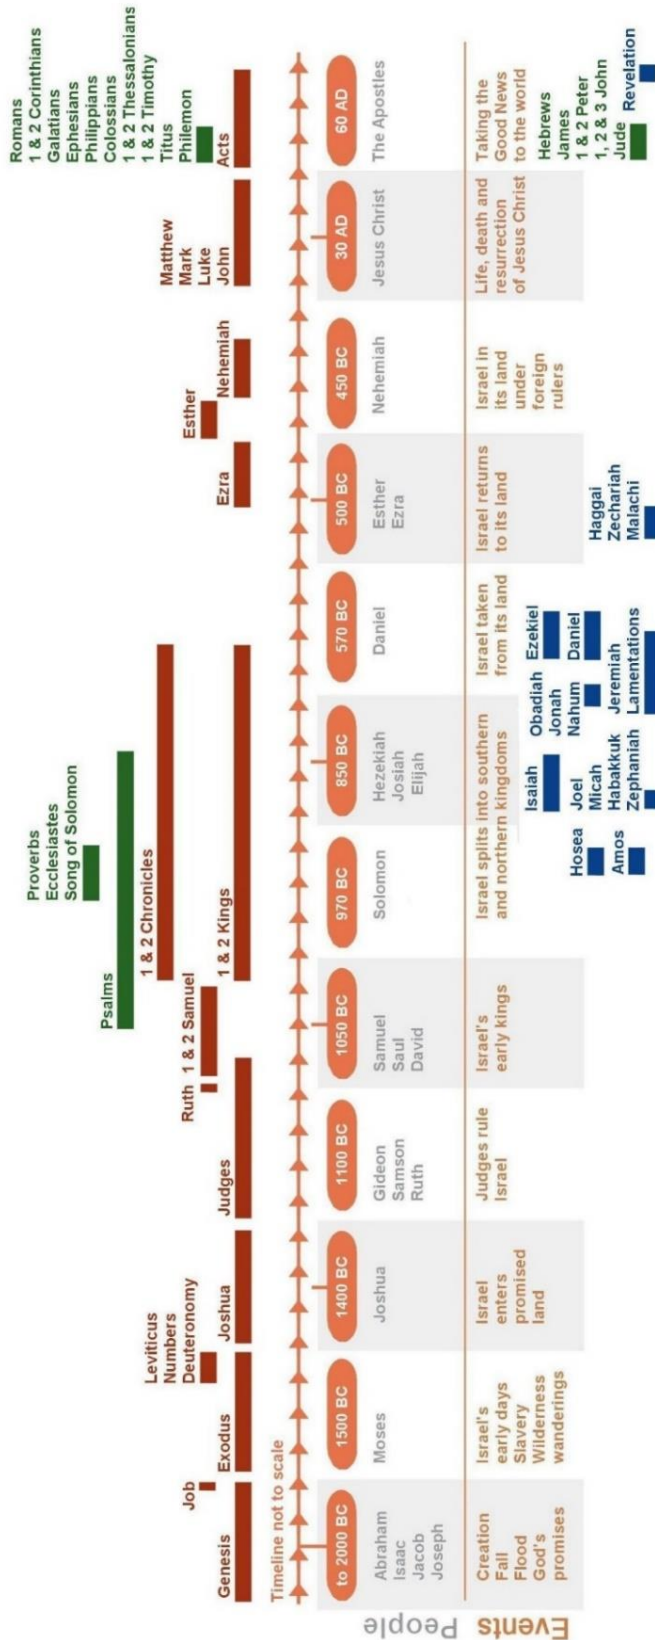 Genesis
Job
Exodus
Leviticus
Numbers
Deuteronomy
Joshua
Judges
Ruth
1 & 2 Samuel
Psalms
1 & 2 Chronicles
1 & 2 Kings
Proverbs
Ecclesiastes
Song of Solomon
Ezra
Esther
Nehemiah
Matthew
Mark
Luke
John
Romans
1 & 2 Corinthians
Galatians
Ephesians
Philippians
Colossians
1 & 2 Thessalonians
1 & 2 Timothy
Titus
Philemon
Acts
Timeline not to scale
to 2000 BC
1500 BC
1400 BC
1100 BC
1050 BC
970 BC
850 BC
570 BC
500 BC
450 BC
30 AD
60 AD
People
Abraham
Isaac
Jacob
Joseph
Moses
Joshua
Gideon
Samson
Ruth
Samuel
Saul
David
Solomon
Hezekiah
Josiah
Elijah
Daniel
Esther
Ezra
Nehemiah
Jesus Christ
The Apostles
Events
Creation
Fall
Flood
God's
promises
Israel's
early days
Slavery
Wilderness
wanderings
Israel
enters
promised
land
Judges rule
Israel
Israel's
early kings
Israel splits into southern
and northern kingdoms
Israel taken
from its land
Israel returns
to its land
Israel in
its land
under
foreign
rulers
Life, death and
resurrection
of Jesus Christ
Taking the
Good News
to the world
Hosea
Amos
Isaiah
Joel
Micah
Habakkuk
Zephaniah
Obadiah
Jonah
Nahum
Jeremiah
Lamentations
Ezekiel
Daniel
Haggai
Zechariah
Malachi
Hebrews
James
1 & 2 Peter
1, 2 & 3 John
Jude
Revelation